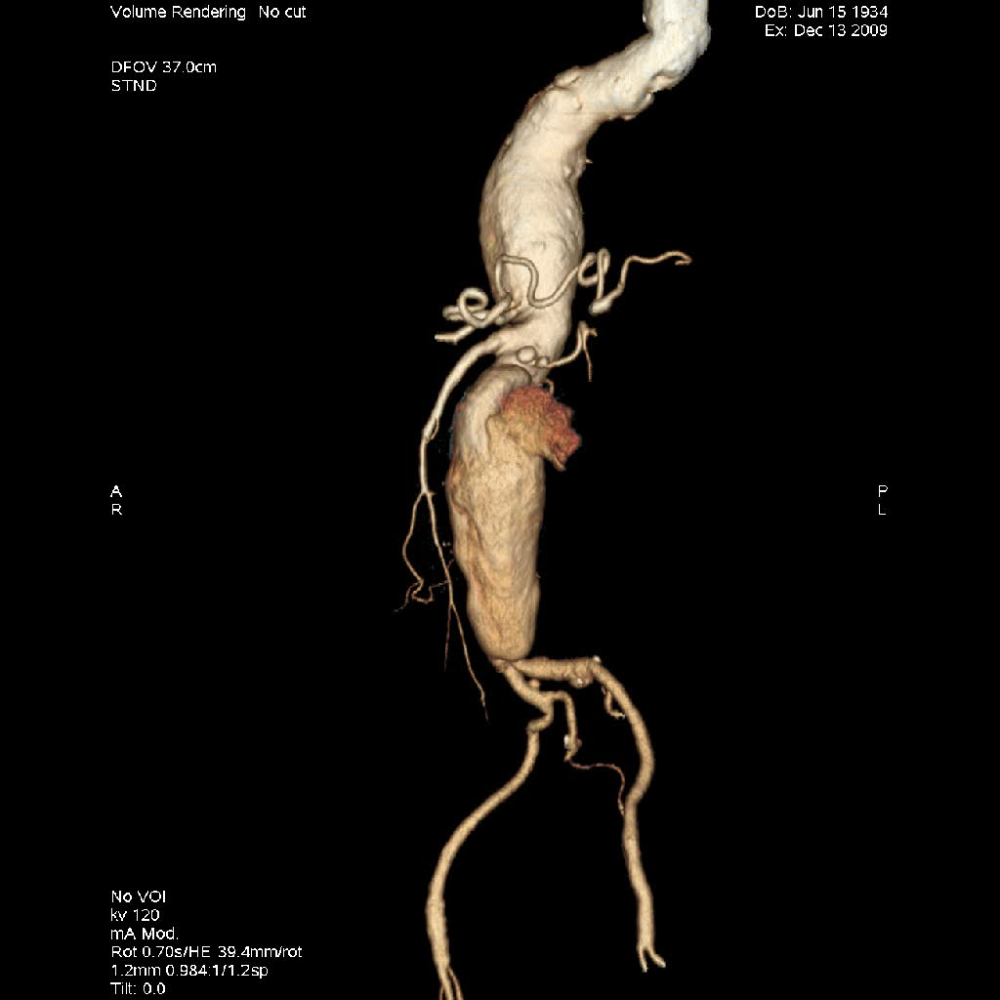 Volume Rendering No cut
DoB: Jun 15 1934
Ex: Dec 13 2009
DFOV 37.0cm
STND
A
R
P
L
No VOI
kv 120
mA Mod.
Rot 0.70s/HE 39.4mm/rot
1.2mm 0.984:1/1.2sp
Tilt: 0.0